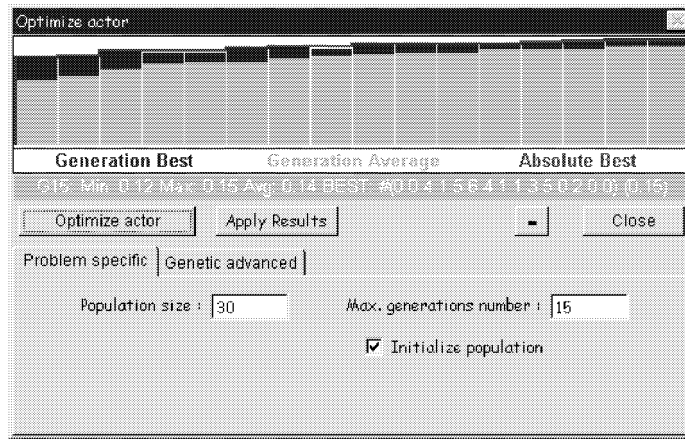 Optimize actor
Generation Best Generation Average Absolute Best
G15, Min: 0.12 Max: 0.15 Avg: 0.14 BEST: #(0 0 4 1 5 6 4 1 1 3 5 0 2 0 0) (0.15)
Optimize actor Apply Results - Close
Problem specific Genetic advanced
Population size : 30 Max. generations number : 15
Initialize population